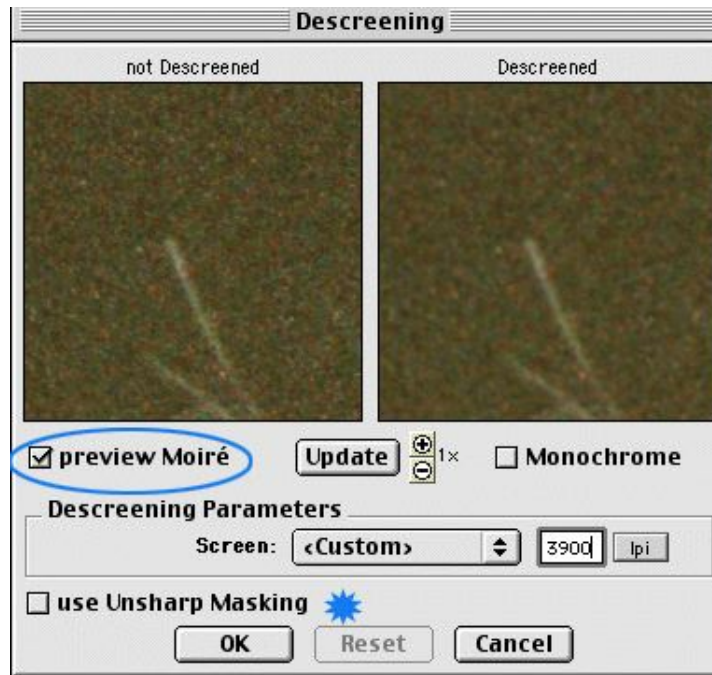 Descreening
not Descreened Descreened
preview Moiré Update 1x Monochrome
Descreening Parameters
Screen: <Custom> 3900 lpi
use Unsharp Masking
OK Reset Cancel